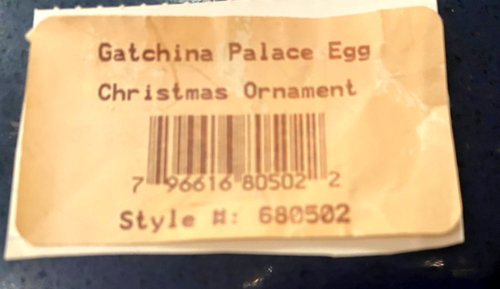 Gatchina Palace Egg
Christmas Ornament
7 96616 80502 2
Style #: 680502